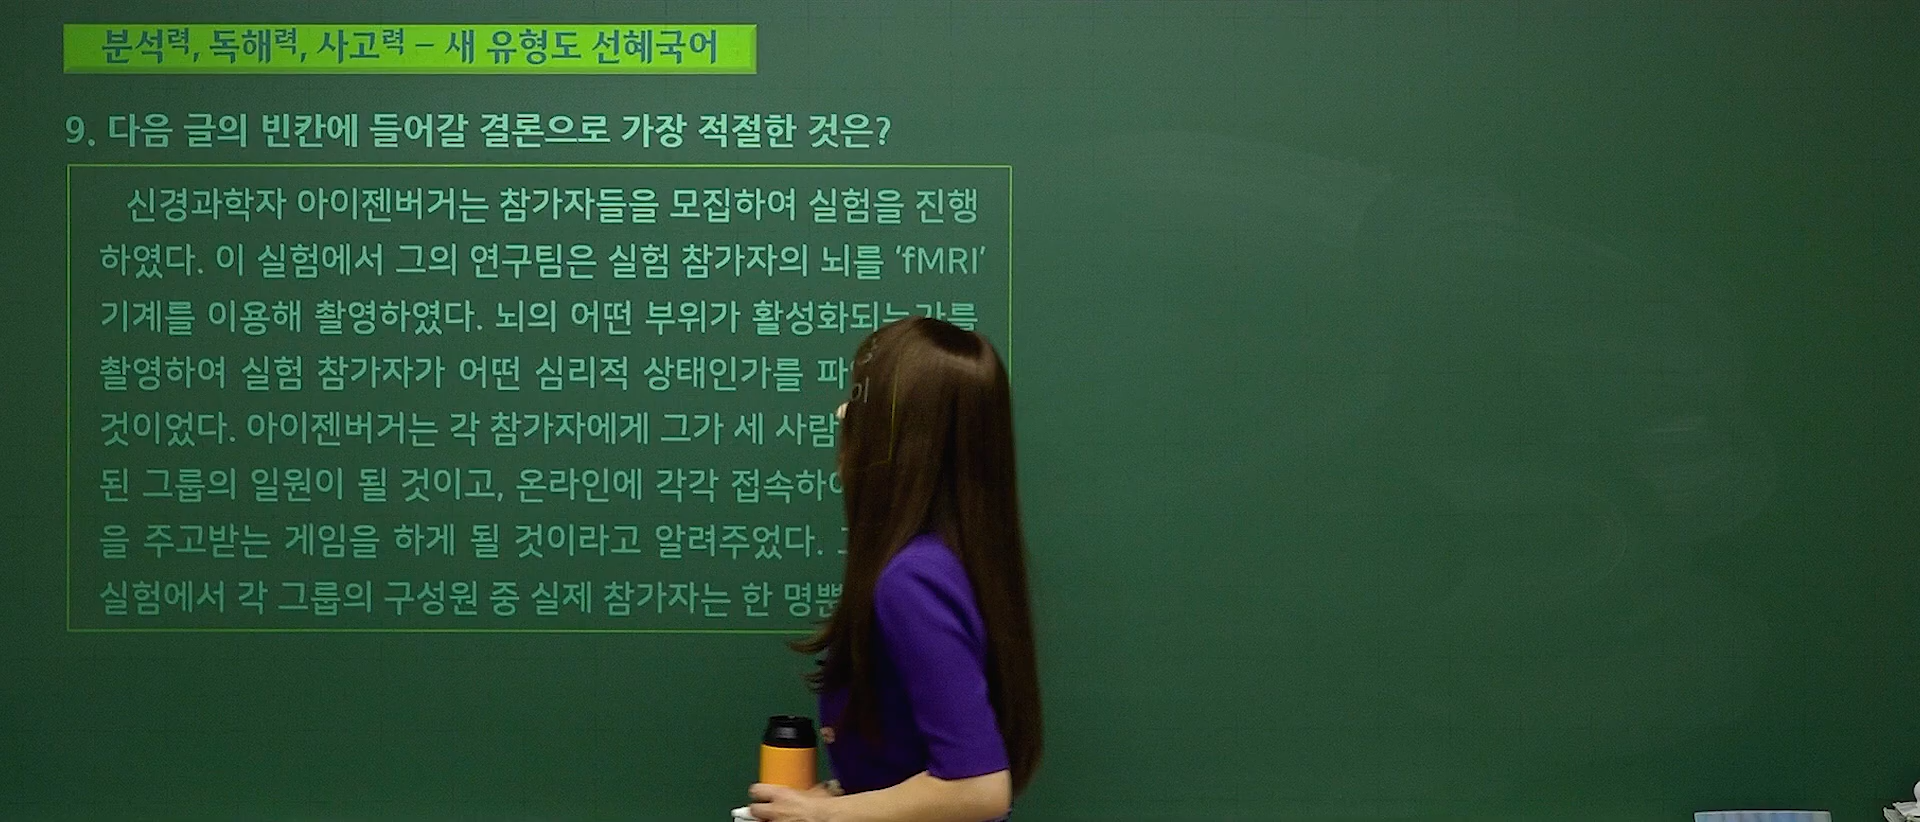 분석력, 독해력, 사고력 – 새 유형도 선혜국어
9. 다음 글의 빈칸에 들어갈 결론으로 가장 적절한 것은?
신경과학자 아이젠버거는 참가자들을 모집하여 실험을 진행
하였다. 이 실험에서 그의 연구팀은 실험 참가자의 뇌를 ‘fMRI’
기계를 이용해 촬영하였다. 뇌의 어떤 부위가 활성화되는가를
촬영하여 실험 참가자가 어떤 심리적 상태인가를
것이었다. 아이젠버거는 각 참가자에게 그가 세 사람
된 그룹의 일원이 될 것이고, 온라인에 각각
을 주고받는 게임을 하게 될 것이라고 알려주었다.
실험에서 각 그룹의 구성원 중 실제 참가자는 한